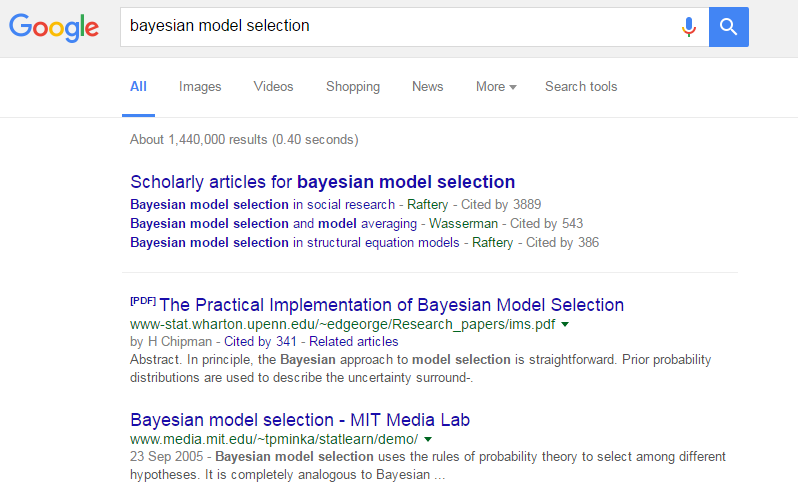 Google bayesian model selection
All Images Videos Shopping News More Search tools
About 1,440,000 results (0.40 seconds)
Scholarly articles for bayesian model selection
Bayesian model selection in social research - Raftery - Cited by 3889
Bayesian model selection and model averaging - Wasserman - Cited by 543
Bayesian model selection in structural equation models - Raftery - Cited by 386
[PDF] The Practical Implementation of Bayesian Model Selection
www-stat.wharton.upenn.edu/~edgeorge/Research_papers/ims.pdf
by H Chipman - Cited by 341 - Related articles
Abstract. In principle, the Bayesian approach to model selection is straightforward. Prior probability
distributions are used to describe the uncertainty surround-.
Bayesian model selection - MIT Media Lab
www.media.mit.edu/~tpminka/statlearn/demo/
23 Sep 2005 - Bayesian model selection uses the rules of probability theory to select among different
hypotheses. It is completely analogous to Bayesian ...